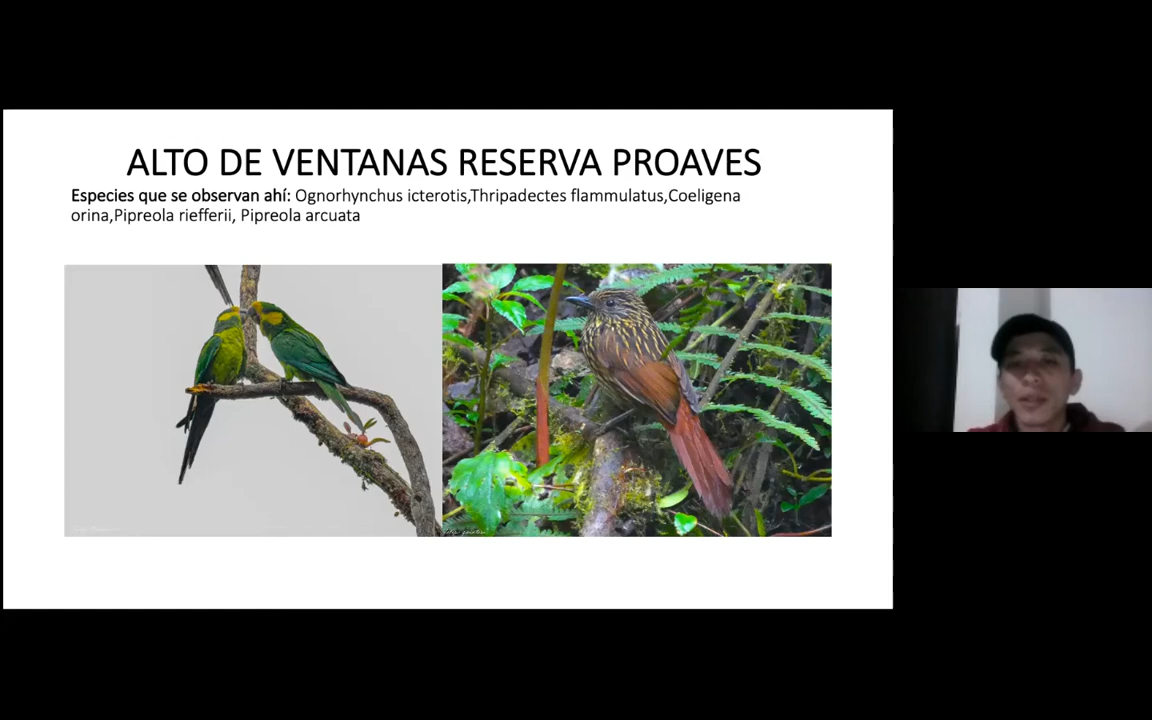 ALTO DE VENTANAS RESERVA PROAVES
Especies que se observan ahí: Ognorhynchus icterotis,Thripadectes flammulatus,Coeligena
orina,Pipreola riefferii, Pipreola arcuata